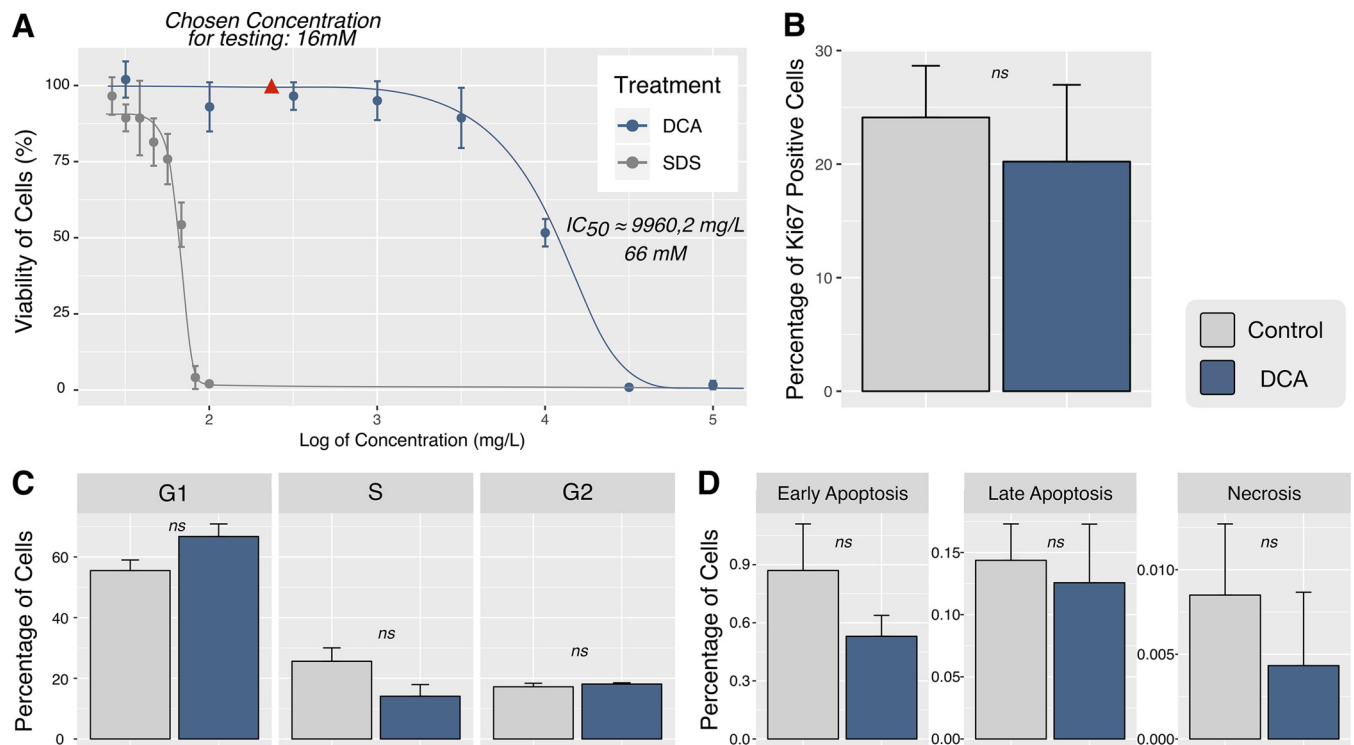 A
Chosen Concentration
for testing: 16mM
Viability of Cells (%)
100
75
50
25
0
2
3
4
5
Log of Concentration (mg/L)
Treatment
DCA
SDS
IC50 ≈ 9960,2 mg/L
66 mM
B
Percentage of Ki67 Positive Cells
30
20
10
0
ns
Control
DCA
C
Percentage of Cells
G1
S
G2
60
40
20
0
ns
ns
ns
D
Percentage of Cells
Early Apoptosis
0.9
0.6
0.3
0.0
ns
Late Apoptosis
0.15
0.10
0.05
0.00
ns
Necrosis
0.010
0.005
0.000
ns